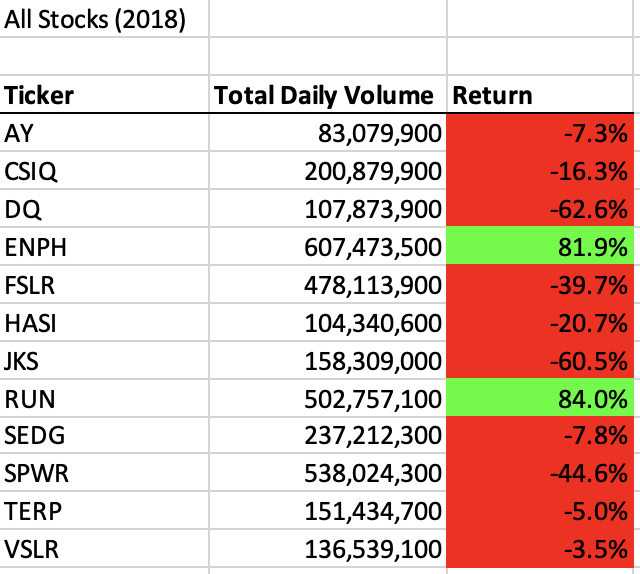 All Stocks (2018)
Ticker Total Daily Volume Return
AY 83,079,900 -7.3%
CSIQ 200,879,900 -16.3%
DQ 107,873,900 -62.6%
ENPH 607,473,500 81.9%
FSLR 478,113,900 -39.7%
HASI 104,340,600 -20.7%
JKS 158,309,000 -60.5%
RUN 502,757,100 84.0%
SEDG 237,212,300 -7.8%
SPWR 538,024,300 -44.6%
TERP 151,434,700 -5.0%
VSLR 136,539,100 -3.5%